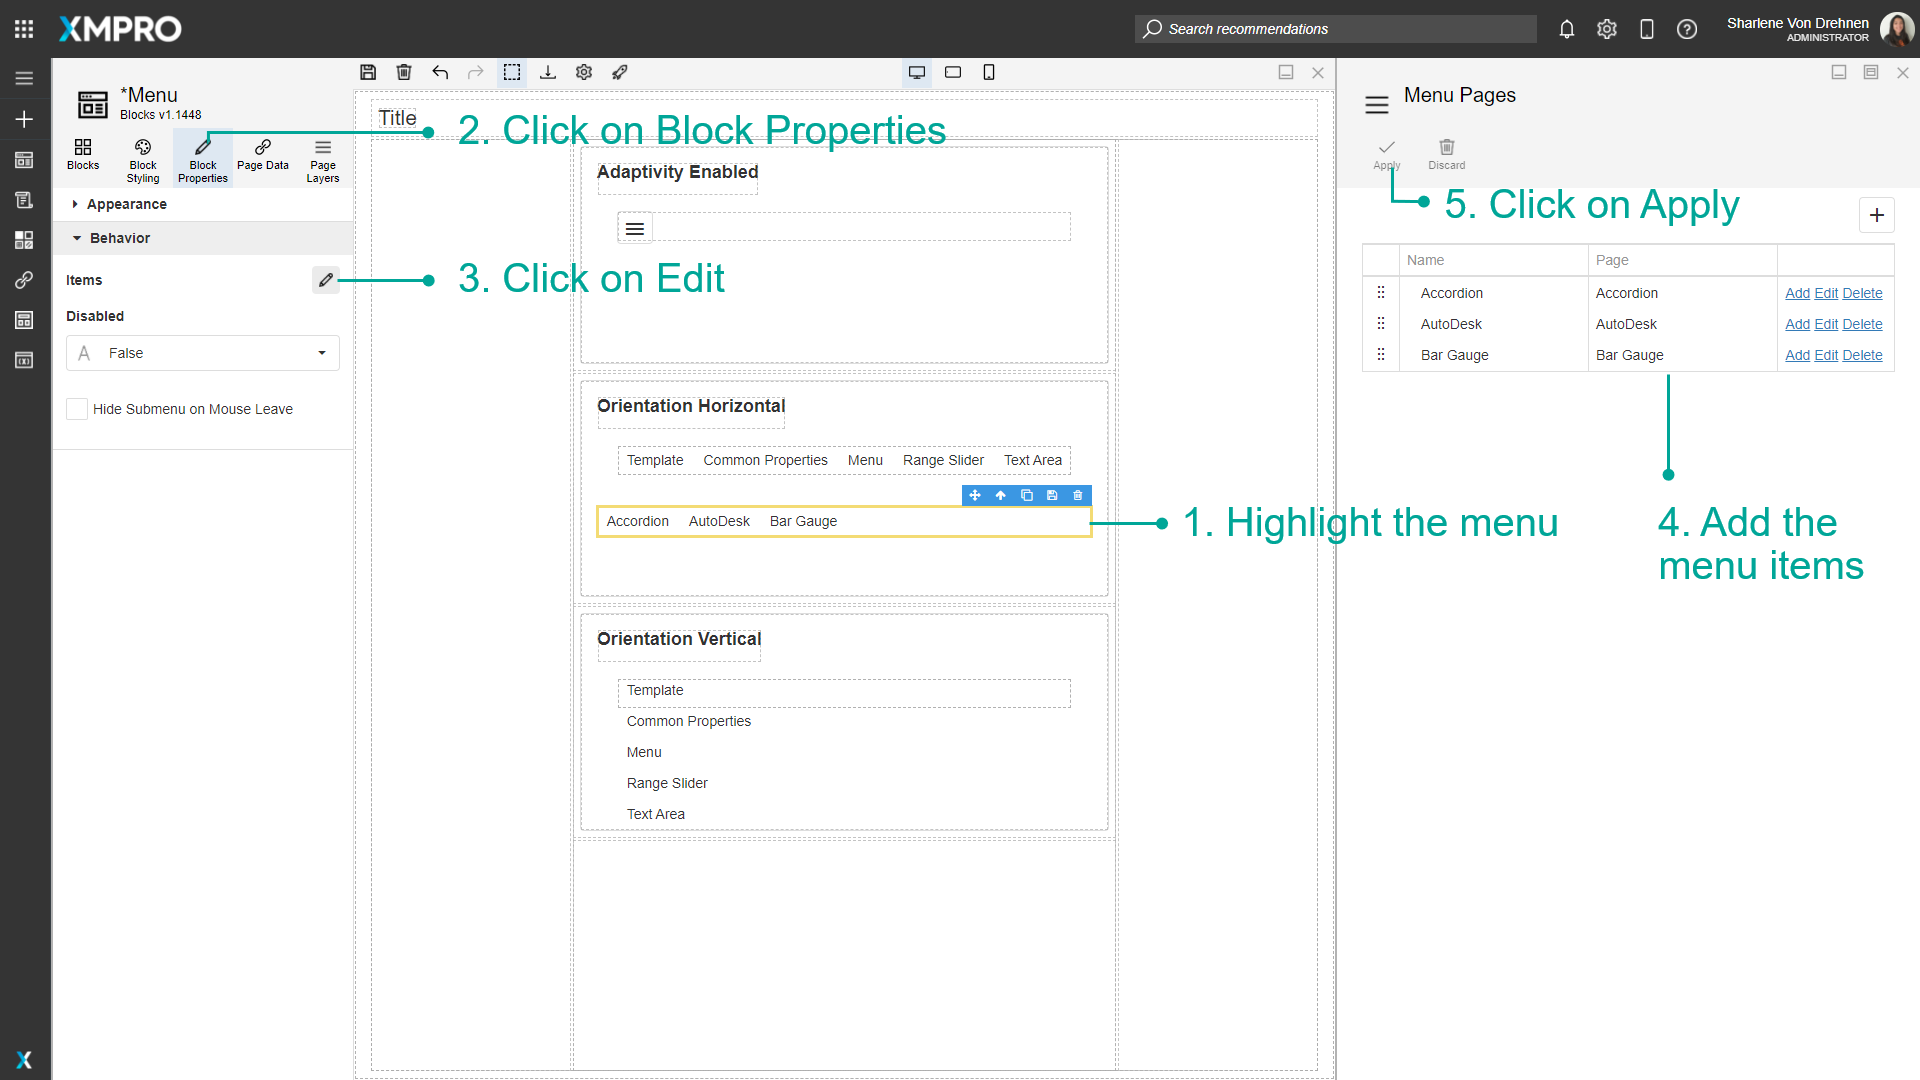 XMPRO
Search recommendations
Sharlene Von Drehnen
ADMINISTRATOR
*Menu
Blocks v1.1448
Blocks
Block Styling
Block Properties
Page Data
Page Layers
Appearance
Behavior
Items
Disabled
A False
Hide Submenu on Mouse Leave
Title
2. Click on Block Properties
Adaptivity Enabled
3. Click on Edit
Orientation Horizontal
Template Common Properties Menu Range Slider Text Area
Accordion AutoDesk Bar Gauge
1. Highlight the menu
Orientation Vertical
Template
Common Properties
Menu
Range Slider
Text Area
Menu Pages
Apply Discard
5. Click on Apply
Name Page
Accordion Accordion Add Edit Delete
AutoDesk AutoDesk Add Edit Delete
Bar Gauge Bar Gauge Add Edit Delete
4. Add the
menu items
X